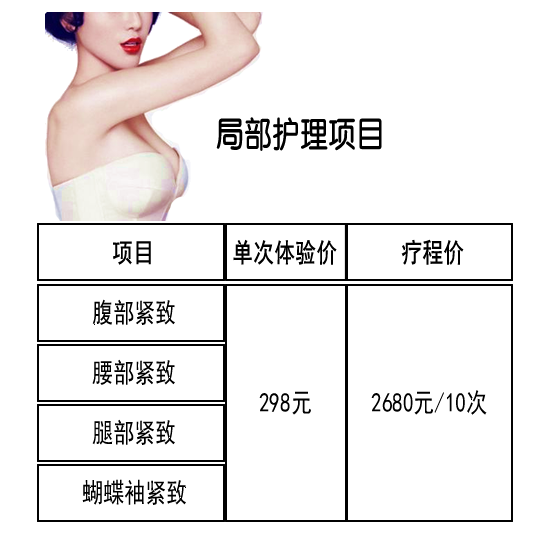 局部护理项目
项目 单次体验价 疗程价
腹部紧致
腰部紧致
298元 2680元/10次
腿部紧致
蝴蝶袖紧致